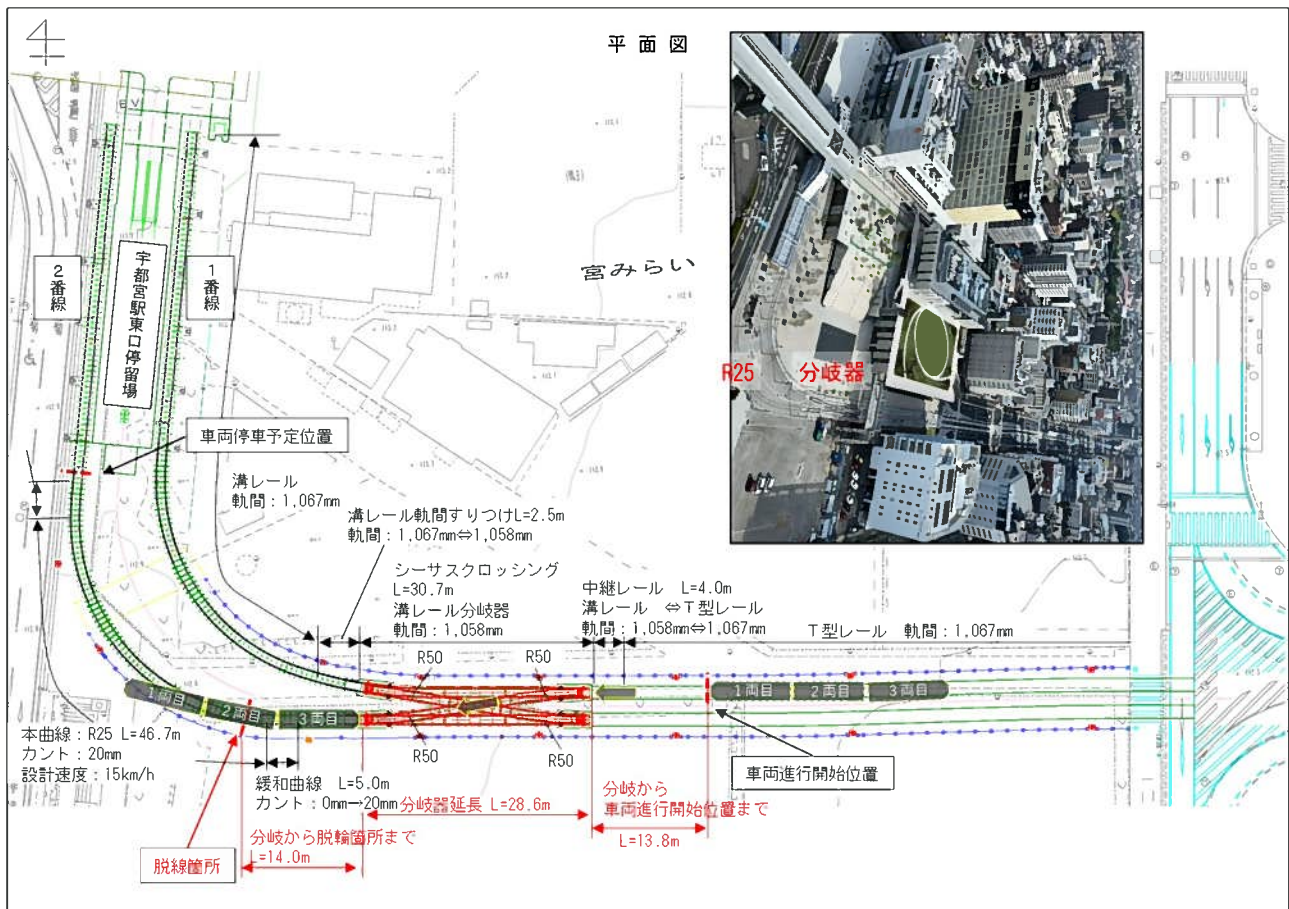 平 面 図
EV
2番線
宇都宮駅東口停留場
1番線
宮みらい
R25
分岐器
車両停車予定位置
溝レール
軌間：1,067mm
溝レール軌間すりつけL=2.5m
軌間：1,067mm⇔1,058mm
シーサスクロッシング
L=30.7m
溝レール分岐器
軌間：1,058mm
中継レール L=4.0m
溝レール ⇔T型レール
軌間：1,058mm⇔1,067mm
T型レール 軌間：1,067mm
R50
R50
1両目
2両目
3両目
1両目
2両目
3両目
R50
R50
本曲線：R25 L=46.7m
カント：20mm
設計速度：15km/h
緩和曲線 L=5.0m
カント：0mm→20mm
分岐器延長 L=28.6m
分岐から
車両進行開始位置まで
L=13.8m
車両進行開始位置
分岐から脱輪箇所まで
L=14.0m
脱線箇所